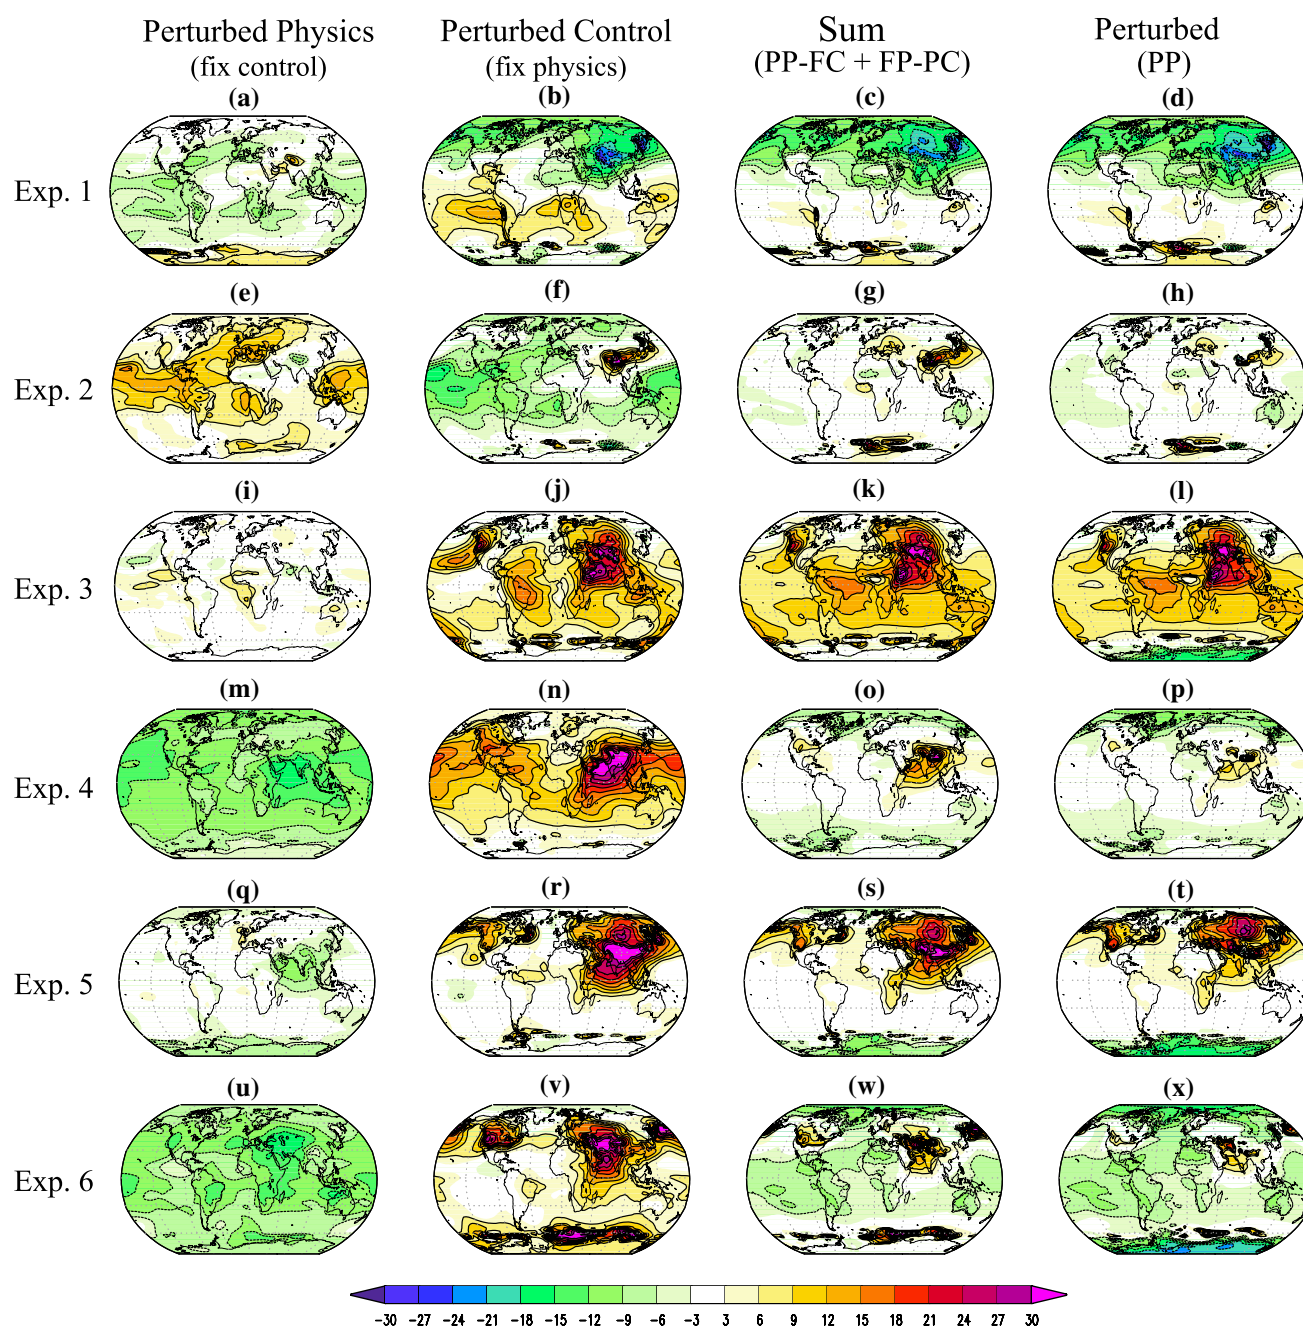 Perturbed Physics Perturbed Control Sum Perturbed
(fix control) (fix physics) (PP-FC + FP-PC) (PP)
(a) (b) (c) (d)
Exp. 1
(e) (f) (g) (h)
Exp. 2
(i) (j) (k) (l)
Exp. 3
(m) (n) (o) (p)
Exp. 4
(q) (r) (s) (t)
Exp. 5
(u) (v) (w) (x)
Exp. 6
-30 -27 -24 -21 -18 -15 -12 -9 -6 -3 3 6 9 12 15 18 21 24 27 30